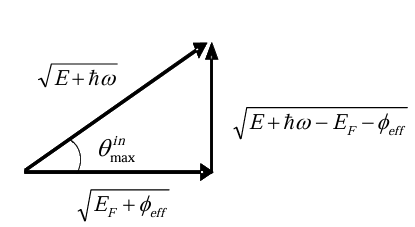 √(E + ħω)
θ_max^in
√(E + ħω − E_F − ϕ_eff)
√(E_F + ϕ_eff)